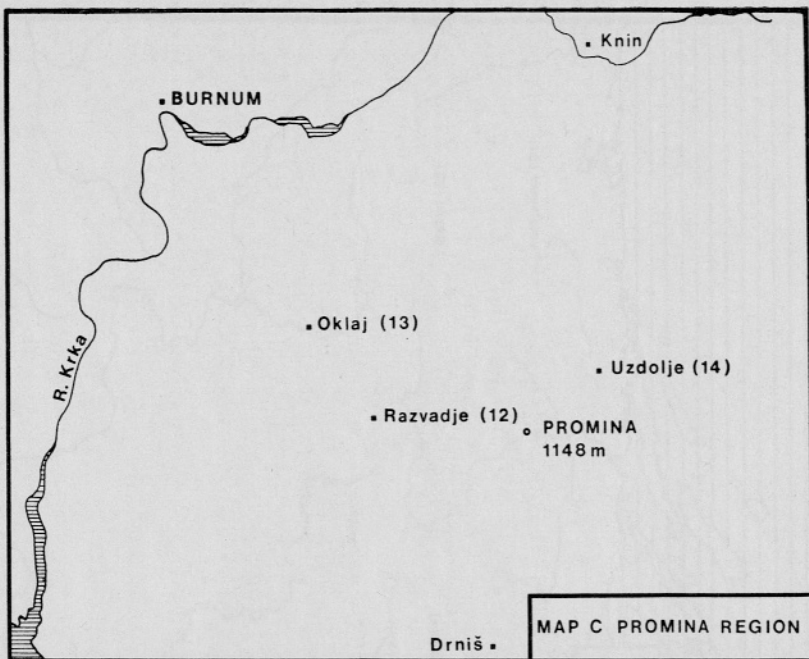 Knin
BURNUM
R. Krka
Oklaj (13)
Uzdolje (14)
Razvadje (12)
PROMINA
1148 m
Drniš
MAP C PROMINA REGION